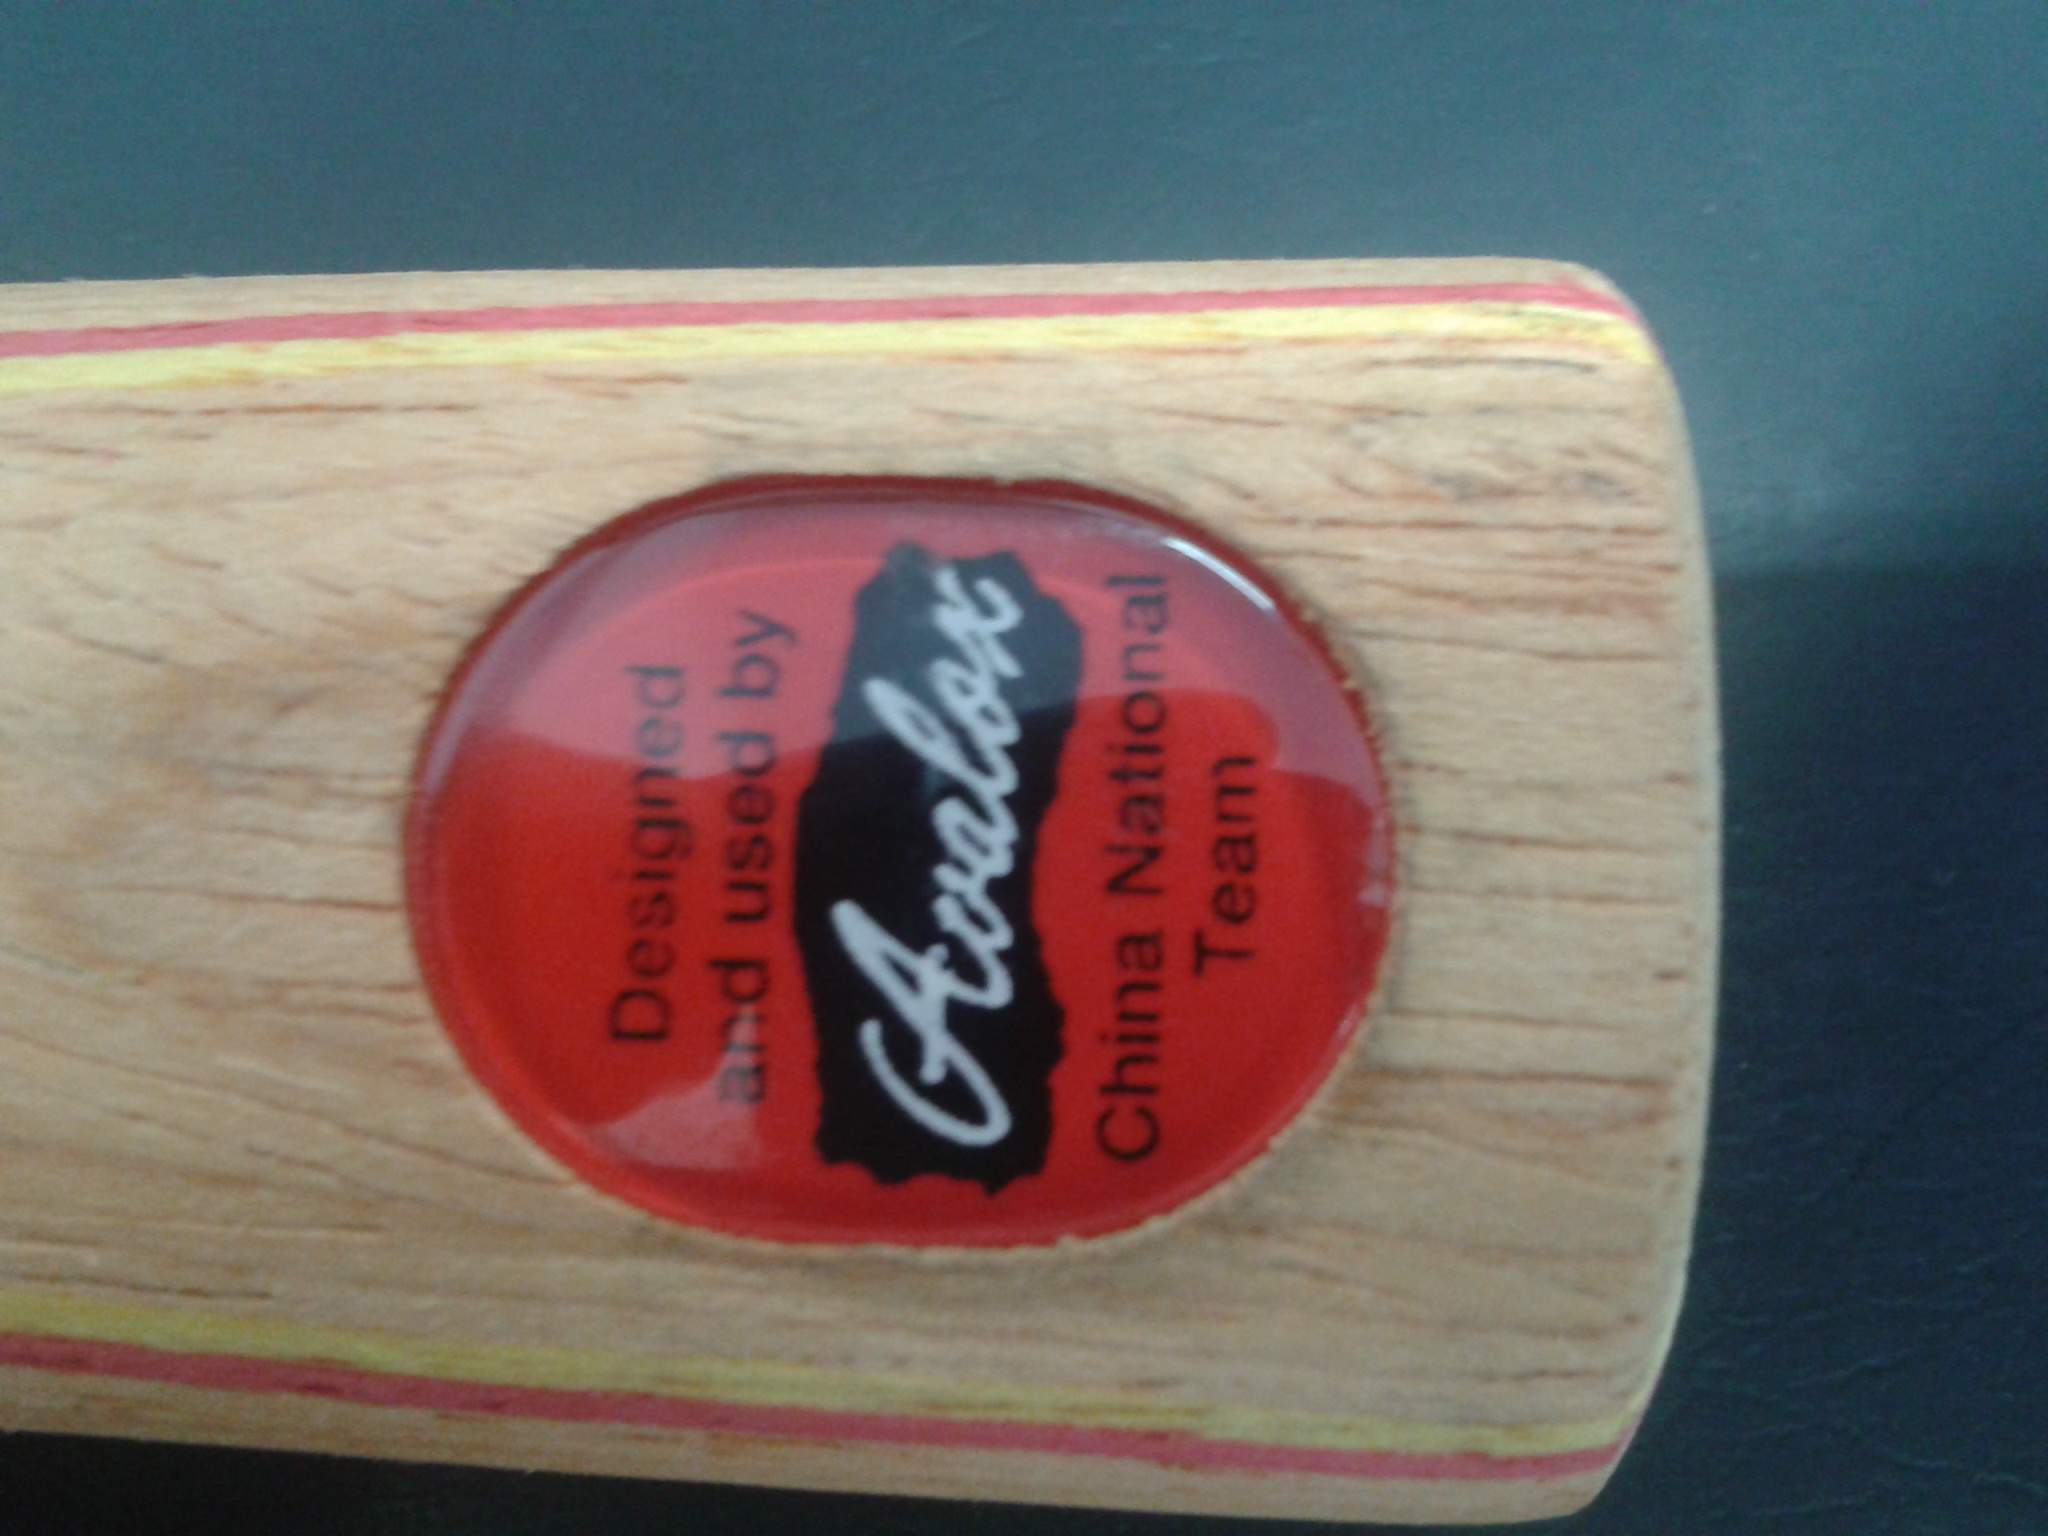 Designed
and used by
Avalox
China National
Team